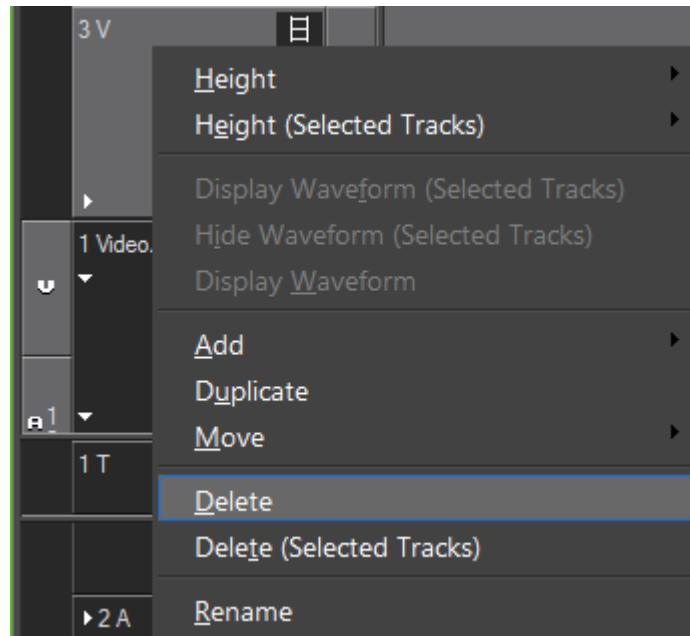 3 V
Height
Height (Selected Tracks)
Display Waveform (Selected Tracks)
Hide Waveform (Selected Tracks)
1 Video.
V
Display Waveform
Add
Duplicate
A1
Move
1 T
Delete
Delete (Selected Tracks)
Rename
2 A